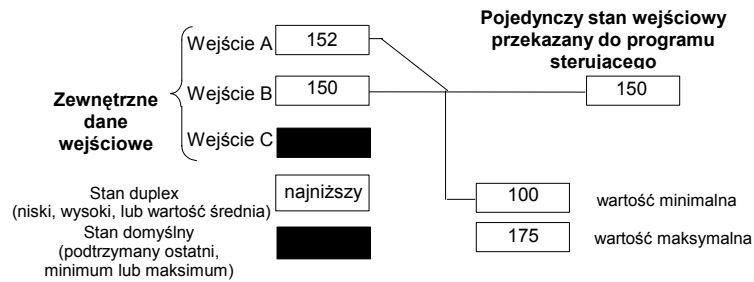 Pojedynczy stan wejściowy
przekazany do programu
sterującego
Zewnętrzne
dane
wejściowe
Wejście A
152
Wejście B
150
150
Wejście C
Stan duplex
(niski, wysoki, lub wartość średnia)
najniższy
100
wartość minimalna
Stan domyślny
(podtrzymany ostatni,
minimum lub maksimum)
175
wartość maksymalna